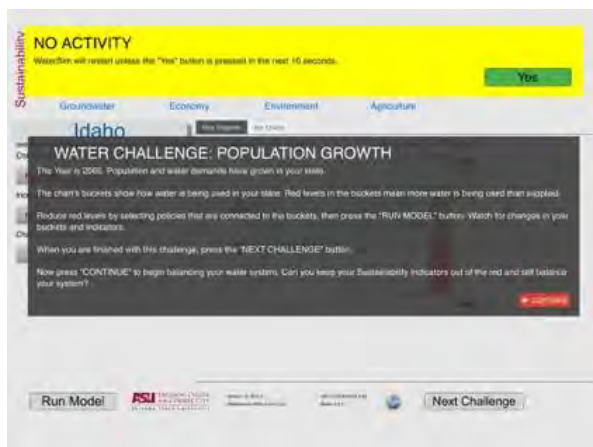 Sustainability
NO ACTIVITY
WaterSim will restart unless the "Yes" button is pressed in the next 10 seconds.
Yes
Groundwater Economy Environment Agriculture
Idaho
WATER CHALLENGE: POPULATION GROWTH
The Year is Population and water demands have grown in your state.
The chart's buckets show how water is being used in your state. Red levels in the buckets mean more water is being used than supplied.
Reduce red levels by selecting policies that are connected to the buckets, then press the "RUN MODEL" button. Watch for changes in your
buckets and indicators.
When you are finished with this challenge, press the "NEXT CHALLENGE" button.
Now press "CONTINUE" to begin balancing your water system. Can you keep your Sustainability Indicators out of the red and still balance
your system?
CONTINUE
Run Model
ASU
Next Challenge